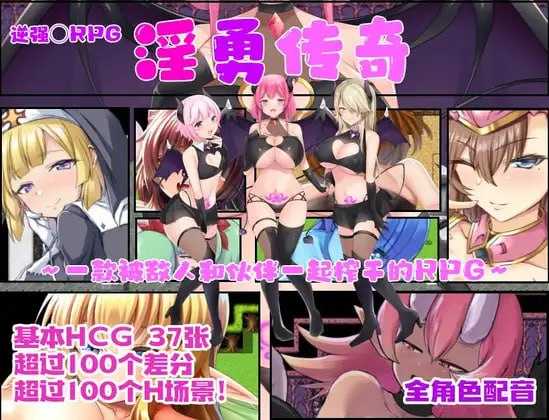 逆强○RPG
淫勇传奇
～一款被敌人和伙伴一起榨干的RPG～
基本HCG 37张
超过100个差分
超过100个H场景!
全角色配音